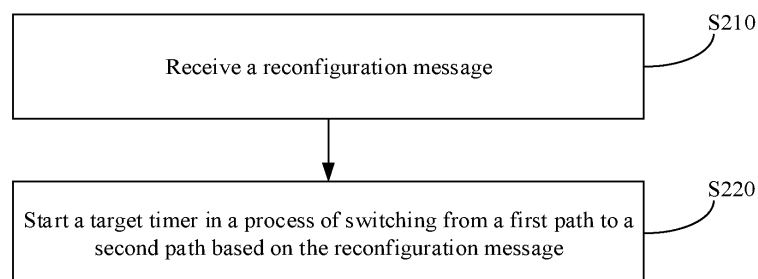 S210
Receive a reconfiguration message
S220
Start a target timer in a process of switching from a first path to a
second path based on the reconfiguration message